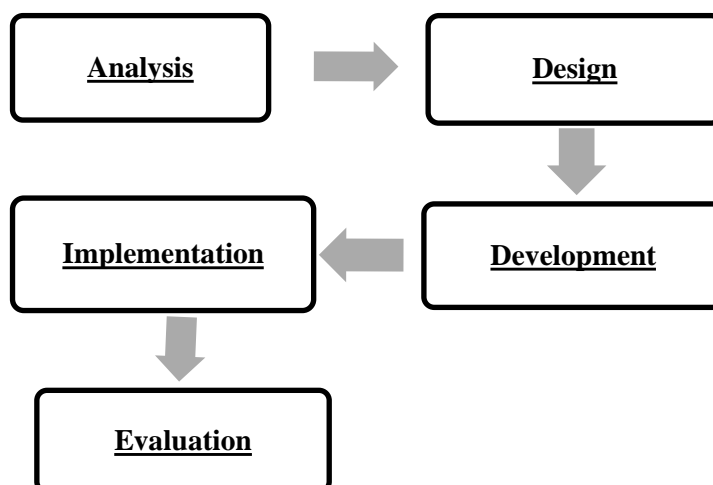 Analysis
Design
Development
Implementation
Evaluation